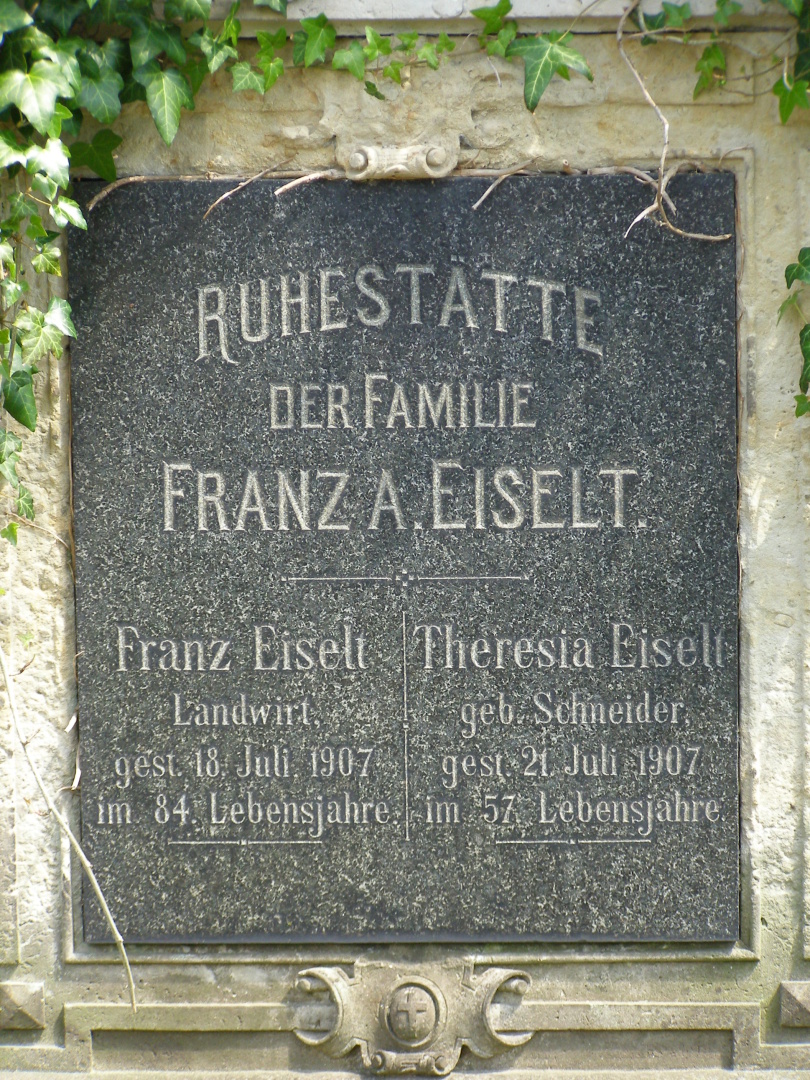 RUHESTÄTTE
DER FAMILIE
FRANZ A. EISELT.
Franz Eiselt
Landwirt,
gest. 18. Juli 1907
im 84. Lebensjahre.
Theresia Eiselt
geb. Schneider,
gest. 21. Juli 1907
im 57. Lebensjahre.